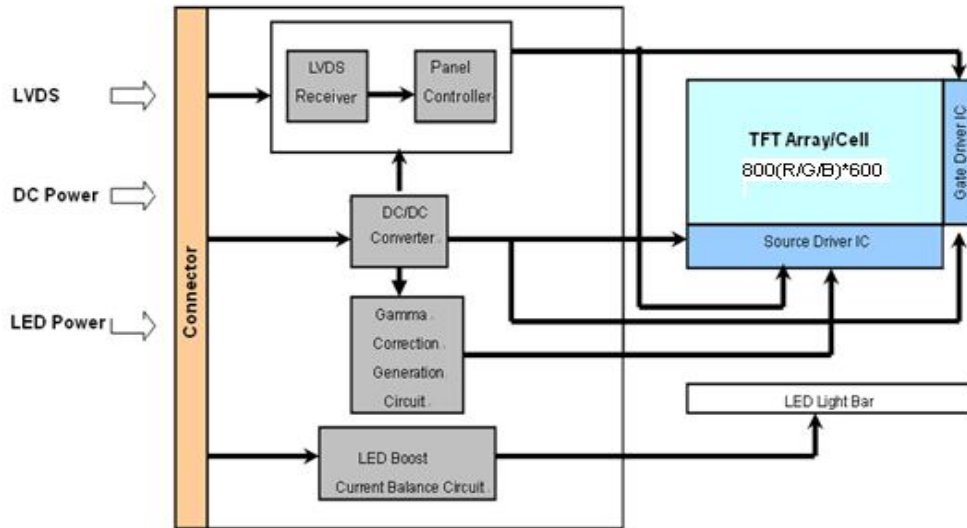 LVDS
DC Power
LED Power
Connector
LVDS
Receiver
Panel
Controller
DC/DC
Converter
Gamma
Correction
Generation
Circuit
LED Boost
Current Balance Circuit
TFT Array/Cell
800(R/G/B)*600
Gate Driver IC
Source Driver IC
LED Light Bar